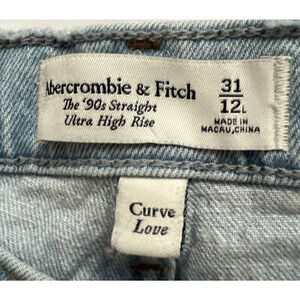 Abercrombie & Fitch
The '90s Straight
Ultra High Rise
31
12L
MADE IN
MACAU, CHINA
Curve
Love